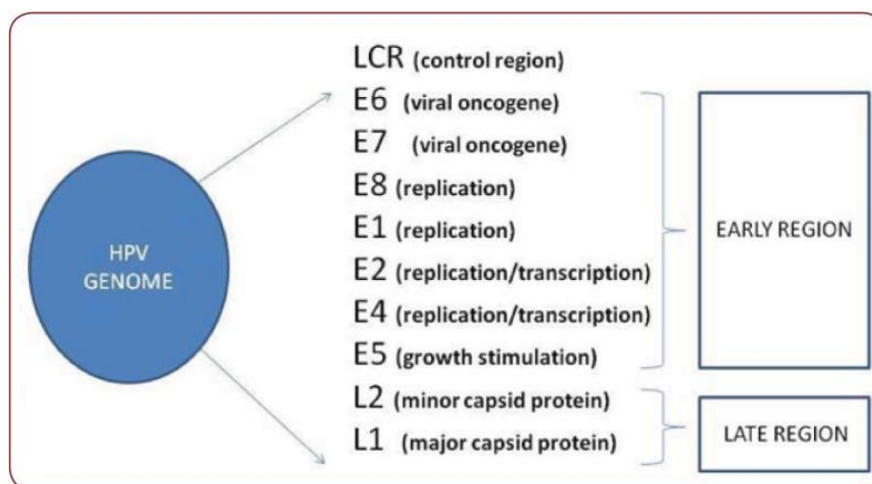 HPV
GENOME
LCR (control region)
E6 (viral oncogene)
E7 (viral oncogene)
E8 (replication)
E1 (replication)
E2 (replication/transcription)
E4 (replication/transcription)
E5 (growth stimulation)
L2 (minor capsid protein)
L1 (major capsid protein)
EARLY REGION
LATE REGION